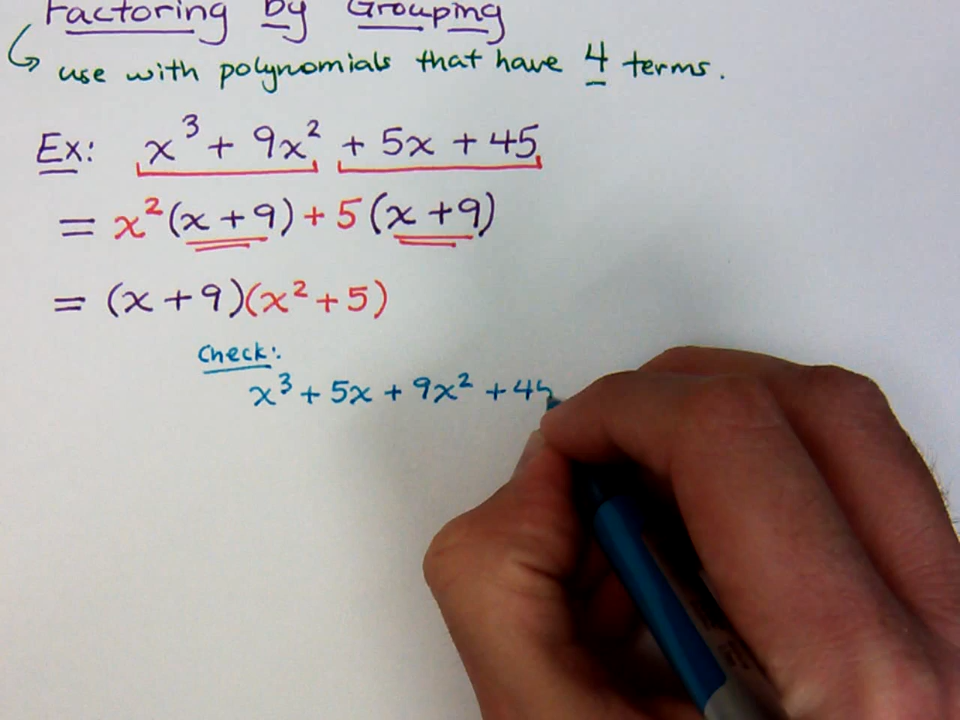 Factoring by Grouping
use with polynomials that have 4 terms.
Ex: x³ + 9x² + 5x + 45
= x²(x + 9) + 5(x + 9)
= (x + 9)(x² + 5)
Check:
x³ + 5x + 9x² + 45